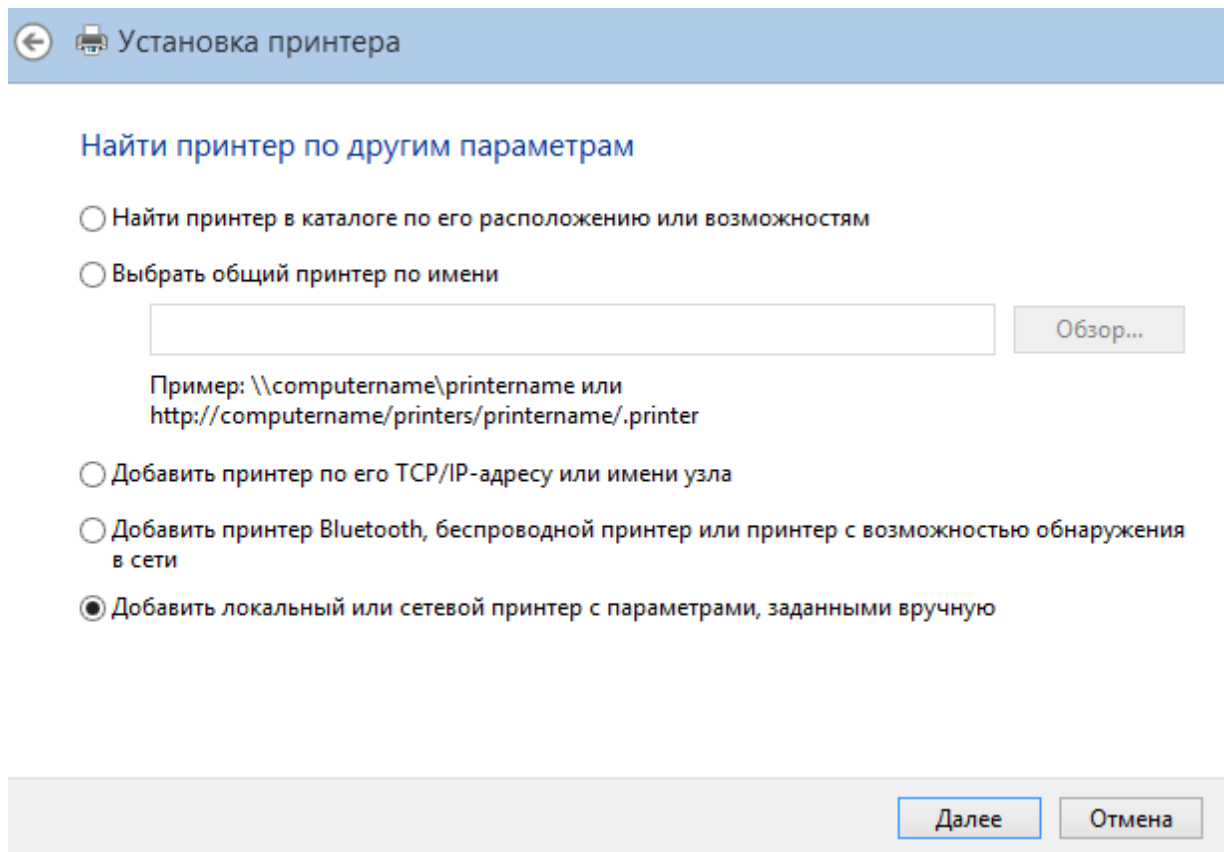 Установка принтера
Найти принтер по другим параметрам
Найти принтер в каталоге по его расположению или возможностям
Выбрать общий принтер по имени
Обзор...
Пример: \\computername\printername или
http://computername/printers/printername/.printer
Добавить принтер по его TCP/IP-адресу или имени узла
Добавить принтер Bluetooth, беспроводной принтер или принтер с возможностью обнаружения
в сети
Добавить локальный или сетевой принтер с параметрами, заданными вручную
Далее
Отмена